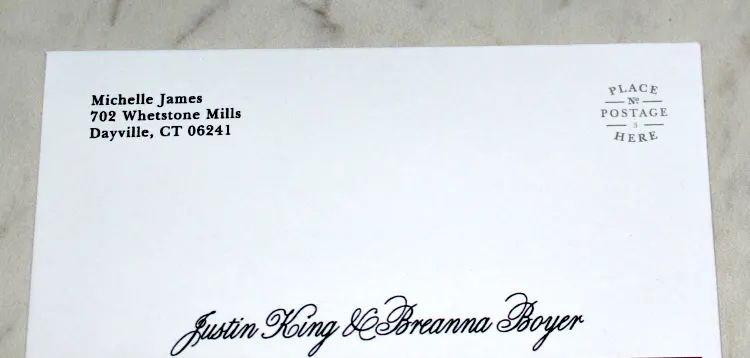 Michelle James
702 Whetstone Mills
Dayville, CT 06241
PLACE
Nº
POSTAGE
3
HERE
Justin King & Breanna Boyer